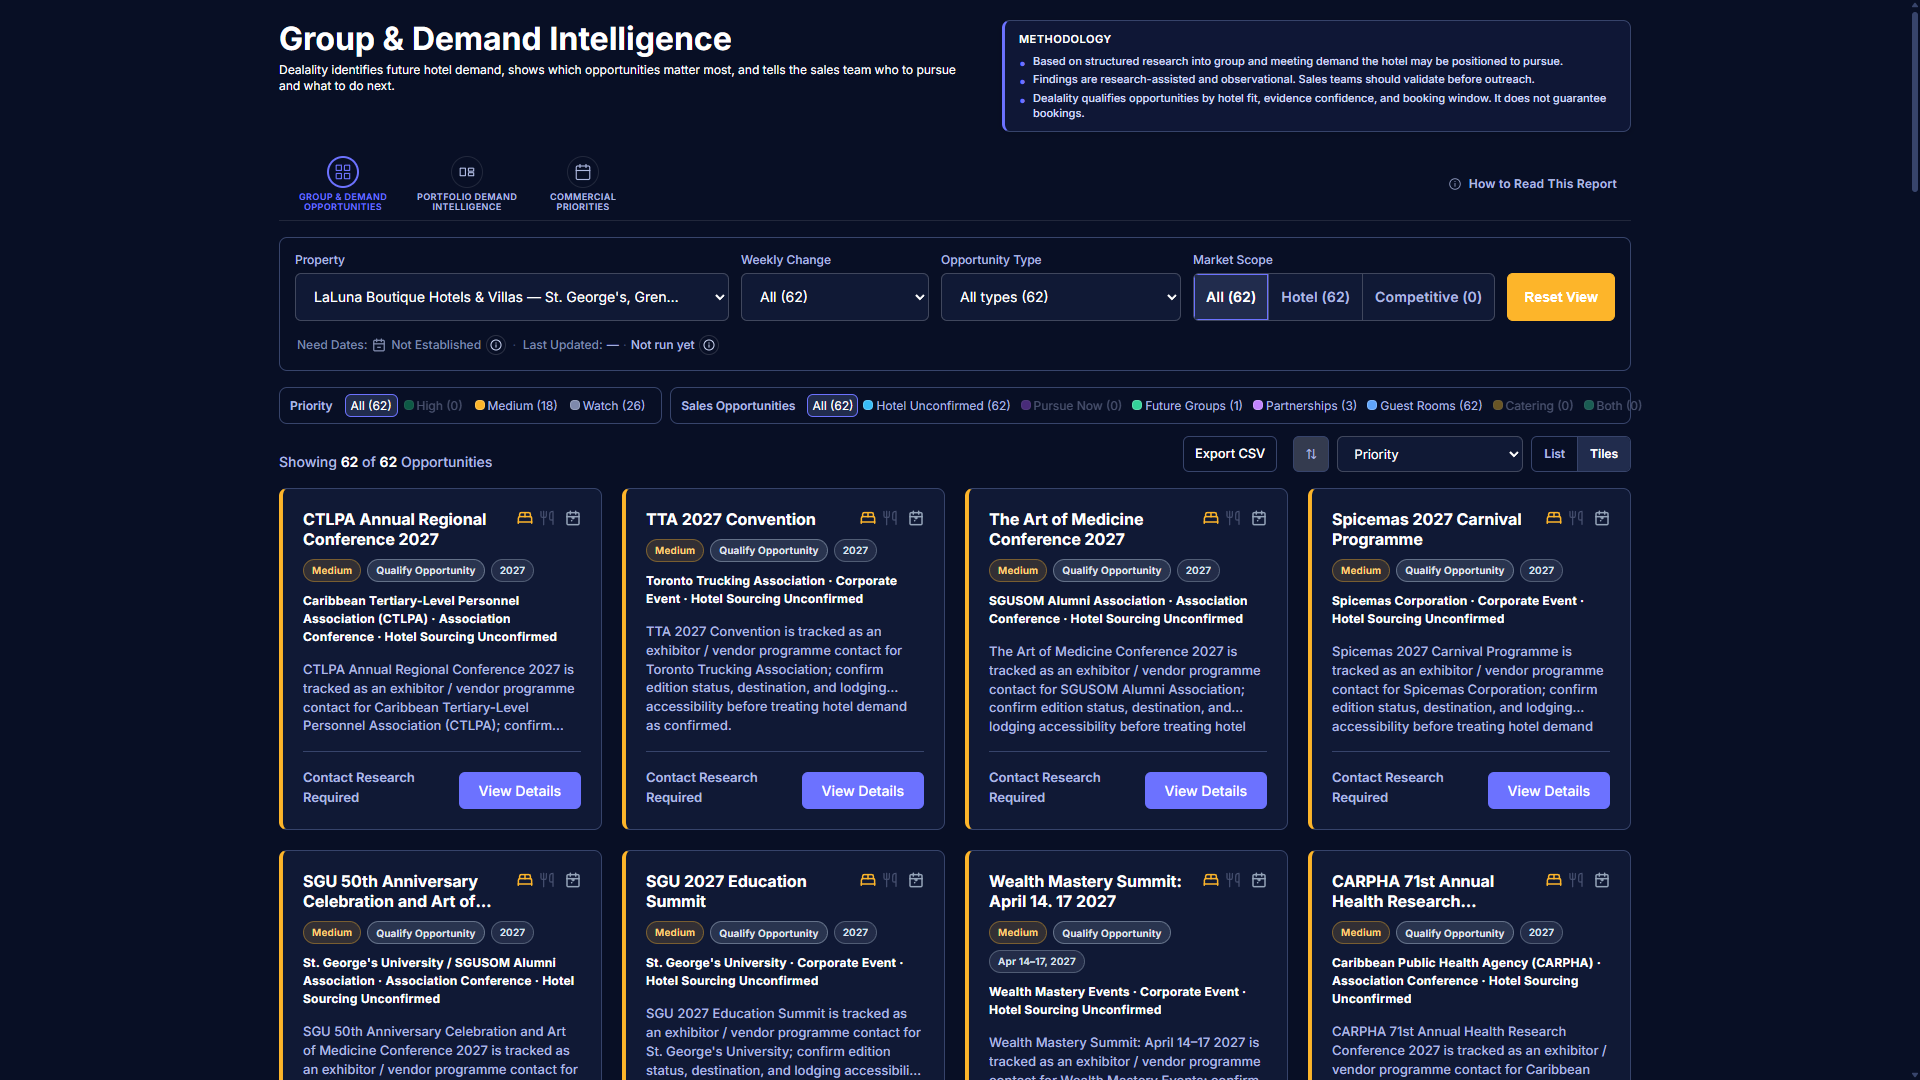 Group & Demand Intelligence
Dealality identifies future hotel demand, shows which opportunities matter most, and tells the sales team who to pursue
and what to do next.
METHODOLOGY
Based on structured research into group and meeting demand the hotel may be positioned to pursue.
Findings are research-assisted and observational. Sales teams should validate before outreach.
Dealality qualifies opportunities by hotel fit, evidence confidence, and booking window. It does not guarantee
bookings.
GROUP & DEMAND
OPPORTUNITIES
PORTFOLIO DEMAND
INTELLIGENCE
COMMERCIAL
PRIORITIES
How to Read This Report
Property
Weekly Change
Opportunity Type
Market Scope
LaLuna Boutique Hotels & Villas — St. George's, Gren...
All (62)
All types (62)
All (62)
Hotel (62)
Competitive (0)
Reset View
Need Dates: Not Established · Last Updated: — · Not run yet
Priority All (62) High (0) Medium (18) Watch (26)
Sales Opportunities All (62) Hotel Unconfirmed (62) Pursue Now (0) Future Groups (1) Partnerships (3) Guest Rooms (62) Catering (0) Both (0)
Showing 62 of 62 Opportunities
Export CSV
Priority
List
Tiles
CTLPA Annual Regional
Conference 2027
Medium
Qualify Opportunity
2027
Caribbean Tertiary-Level Personnel
Association (CTLPA) · Association
Conference · Hotel Sourcing Unconfirmed
CTLPA Annual Regional Conference 2027 is
tracked as an exhibitor / vendor programme
contact for Caribbean Tertiary-Level
Personnel Association (CTLPA); confirm...
Contact Research
Required
View Details
TTA 2027 Convention
Medium
Qualify Opportunity
2027
Toronto Trucking Association · Corporate
Event · Hotel Sourcing Unconfirmed
TTA 2027 Convention is tracked as an
exhibitor / vendor programme contact for
Toronto Trucking Association; confirm
edition status, destination, and lodging...
accessibility before treating hotel demand
as confirmed.
Contact Research
Required
View Details
The Art of Medicine
Conference 2027
Medium
Qualify Opportunity
2027
SGUSOM Alumni Association · Association
Conference · Hotel Sourcing Unconfirmed
The Art of Medicine Conference 2027 is
tracked as an exhibitor / vendor programme
contact for SGUSOM Alumni Association;
confirm edition status, destination, and...
lodging accessibility before treating hotel
Contact Research
Required
View Details
Spicemas 2027 Carnival
Programme
Medium
Qualify Opportunity
2027
Spicemas Corporation · Corporate Event ·
Hotel Sourcing Unconfirmed
Spicemas 2027 Carnival Programme is
tracked as an exhibitor / vendor programme
contact for Spicemas Corporation; confirm
edition status, destination, and lodging...
accessibility before treating hotel demand
Contact Research
Required
View Details
SGU 50th Anniversary
Celebration and Art of...
Medium
Qualify Opportunity
2027
St. George's University / SGUSOM Alumni
Association · Association Conference · Hotel
Sourcing Unconfirmed
SGU 50th Anniversary Celebration and Art
of Medicine Conference 2027 is tracked as
an exhibitor / vendor programme contact for
SGU 2027 Education
Summit
Medium
Qualify Opportunity
2027
St. George's University · Corporate Event ·
Hotel Sourcing Unconfirmed
SGU 2027 Education Summit is tracked as
an exhibitor / vendor programme contact for
St. George's University; confirm edition
status, destination, and lodging accessibili...
Wealth Mastery Summit:
April 14. 17 2027
Medium
Qualify Opportunity
Apr 14–17, 2027
Wealth Mastery Events · Corporate Event ·
Hotel Sourcing Unconfirmed
Wealth Mastery Summit: April 14–17 2027 is
tracked as an exhibitor / vendor programme
contact for Wealth Mastery Events; confirm
CARPHA 71st Annual
Health Research...
Medium
Qualify Opportunity
2027
Caribbean Public Health Agency (CARPHA) ·
Association Conference · Hotel Sourcing
Unconfirmed
CARPHA 71st Annual Health Research
Conference 2027 is tracked as an exhibitor /
vendor programme contact for Caribbean